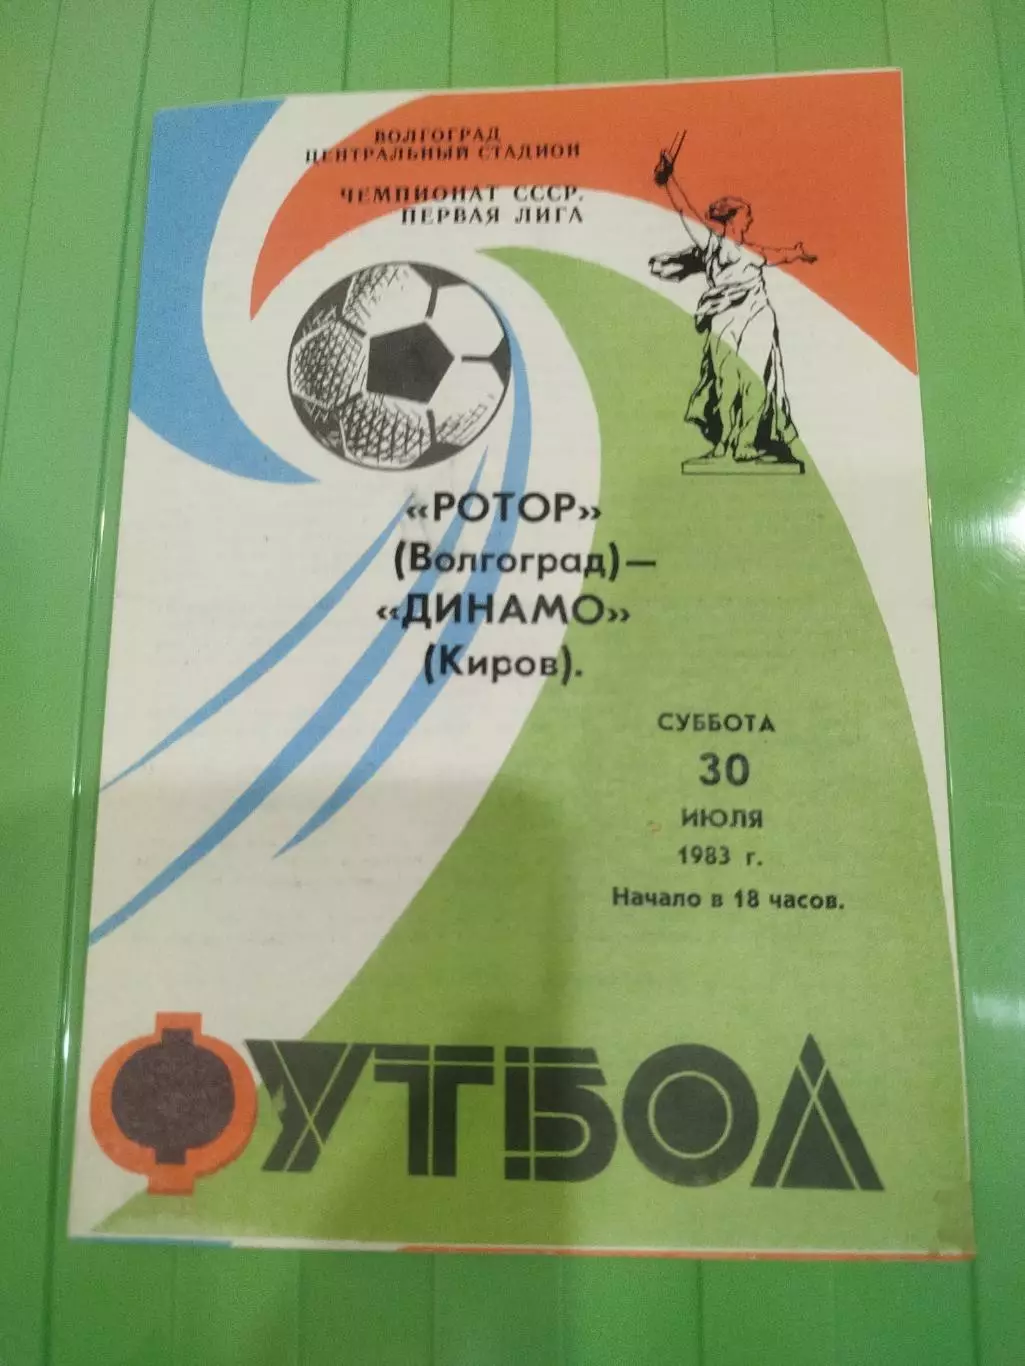 ВОЛГОГРАД
ЦЕНТРАЛЬНЫЙ СТАДИОН
ЧЕМПИОНАТ СССР.
ПЕРВАЯ ЛИГА
«РОТОР»
(Волгоград)—
«ДИНАМО»
(Киров).
СУББОТА
30
ИЮЛЯ
1983 г.
Начало в 18 часов.
ФУТБОЛ